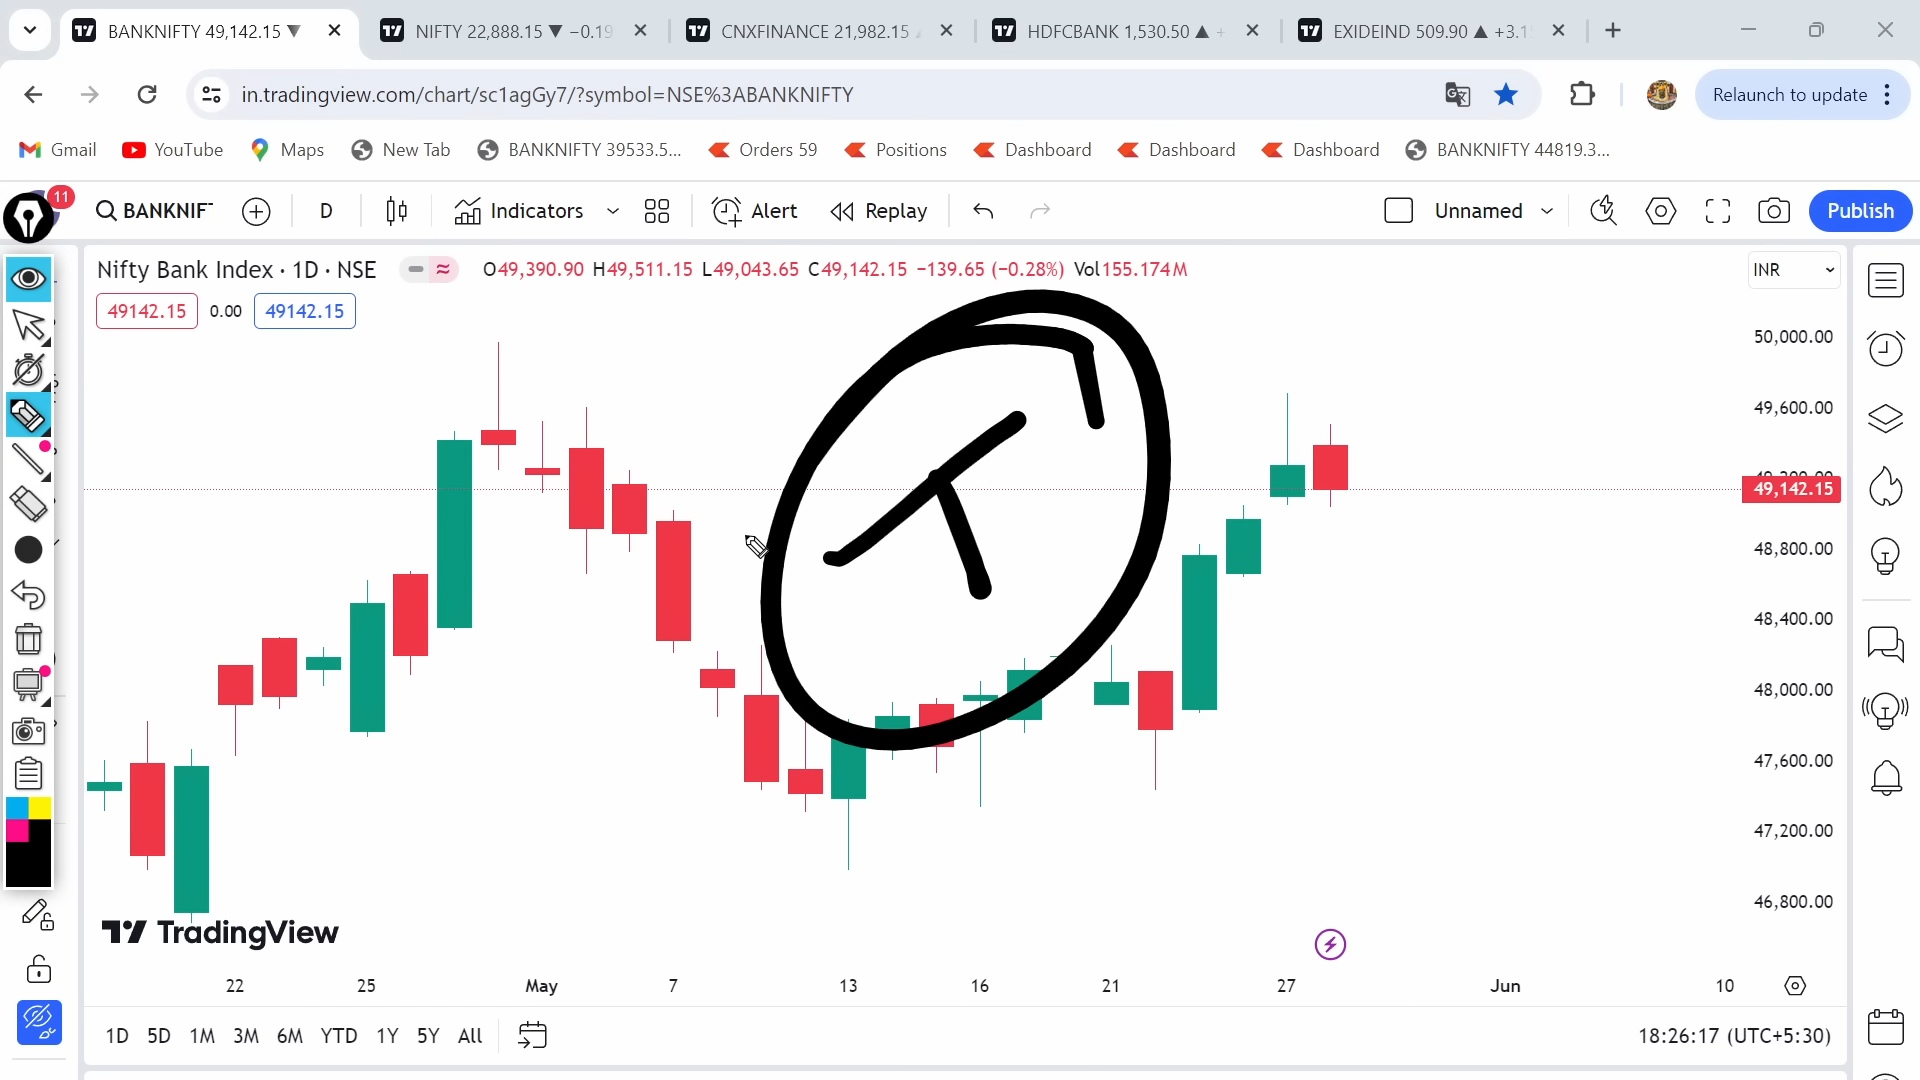 BANKNIFTY 49,142.15 ▼
NIFTY 22,888.15 ▼ −0.19
CNXFINANCE 21,982.15
HDFCBANK 1,530.50 ▲ +
EXIDEIND 509.90 ▲ +3.1
in.tradingview.com/chart/sc1agGy7/?symbol=NSE%3ABANKNIFTY
Relaunch to update
Gmail YouTube Maps New Tab BANKNIFTY 39533.5... Orders 59 Positions Dashboard Dashboard Dashboard BANKNIFTY 44819.3...
11
BANKNIF D Indicators Alert Replay Unnamed Publish
Nifty Bank Index · 1D · NSE O49,390.90 H49,511.15 L49,043.65 C49,142.15 −139.65 (−0.28%) Vol155.174M
INR
49142.15 0.00 49142.15
50,000.00
49,600.00
49,142.15
48,800.00
48,400.00
48,000.00
47,600.00
47,200.00
46,800.00
TradingView
22 25 May 7 13 16 21 27 Jun 10
1D 5D 1M 3M 6M YTD 1Y 5Y All
18:26:17 (UTC+5:30)